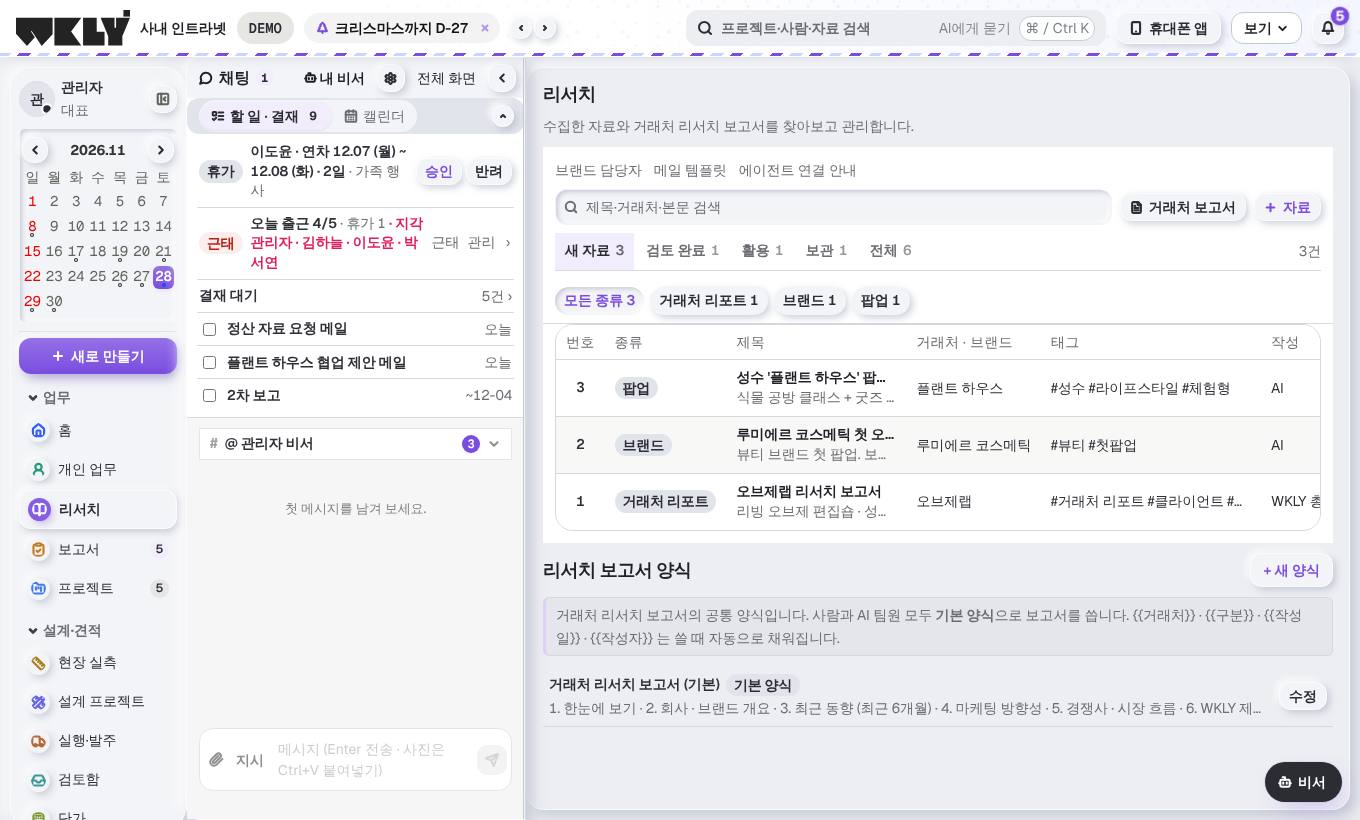 WKLY 사내 인트라넷 DEMO 크리스마스까지 D-27 × 프로젝트·사람·자료 검색 AI에게 묻기 ⌘ / Ctrl K 휴대폰 앱 보기 5
관 관리자
대표
2026.11
일 월 화 수 목 금 토
1 2 3 4 5 6 7
8 9 10 11 12 13 14
15 16 17 18 19 20 21
22 23 24 25 26 27 28
29 30
+ 새로 만들기
업무
홈
개인 업무
리서치
보고서 5
프로젝트 5
설계·견적
현장 실측
설계 프로젝트
실행·발주
검토함
단가
채팅 1 내 비서 전체 화면
할 일 · 결재 9 캘린더
휴가 이도윤 · 연차 12.07 (월) ~
12.08 (화) · 2일 · 가족 행
사
승인 반려
근태 오늘 출근 4/5 · 휴가 1 · 지각
관리자 · 김하늘 · 이도윤 · 박
서연
근태 관리 ›
결재 대기 5건 ›
정산 자료 요청 메일 오늘
플랜트 하우스 협업 제안 메일 오늘
2차 보고 ~12-04
# @ 관리자 비서 3
첫 메시지를 남겨 보세요.
지시 메시지 (Enter 전송 · 사진은
Ctrl+V 붙여넣기)
리서치
수집한 자료와 거래처 리서치 보고서를 찾아보고 관리합니다.
브랜드 담당자 메일 템플릿 에이전트 연결 안내
제목·거래처·본문 검색 거래처 보고서 + 자료
새 자료 3 검토 완료 1 활용 1 보관 1 전체 6 3건
모든 종류 3 거래처 리포트 1 브랜드 1 팝업 1
번호 종류 제목 거래처 · 브랜드 태그 작성
3 팝업 성수 '플랜트 하우스' 팝...
식물 공방 클래스 + 굿즈 ...
플랜트 하우스 #성수 #라이프스타일 #체험형 AI
2 브랜드 루미에르 코스메틱 첫 오...
뷰티 브랜드 첫 팝업. 보...
루미에르 코스메틱 #뷰티 #첫팝업 AI
1 거래처 리포트 오브제랩 리서치 보고서
리빙 오브제 편집숍 · 성...
오브제랩 #거래처 리포트 #클라이언트 #... WKLY
리서치 보고서 양식 + 새 양식
거래처 리서치 보고서의 공통 양식입니다. 사람과 AI 팀원 모두 기본 양식으로 보고서를 씁니다. {{거래처}} · {{구분}} · {{작성
일}} · {{작성자}} 는 쓸 때 자동으로 채워집니다.
거래처 리서치 보고서 (기본) 기본 양식
1. 한눈에 보기 · 2. 회사 · 브랜드 개요 · 3. 최근 동향 (최근 6개월) · 4. 마케팅 방향성 · 5. 경쟁사 · 시장 흐름 · 6. WKLY 제...
수정
비서